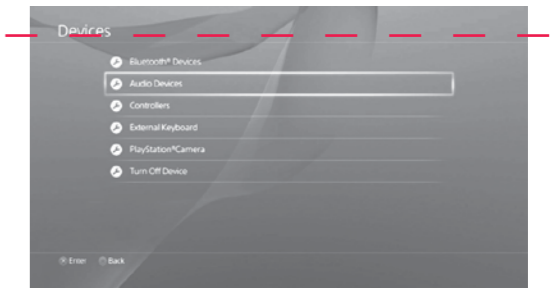 Devices
Bluetooth® Devices
Audio Devices
Controllers
External Keyboard
PlayStation®Camera
Turn Off Device
Enter Back